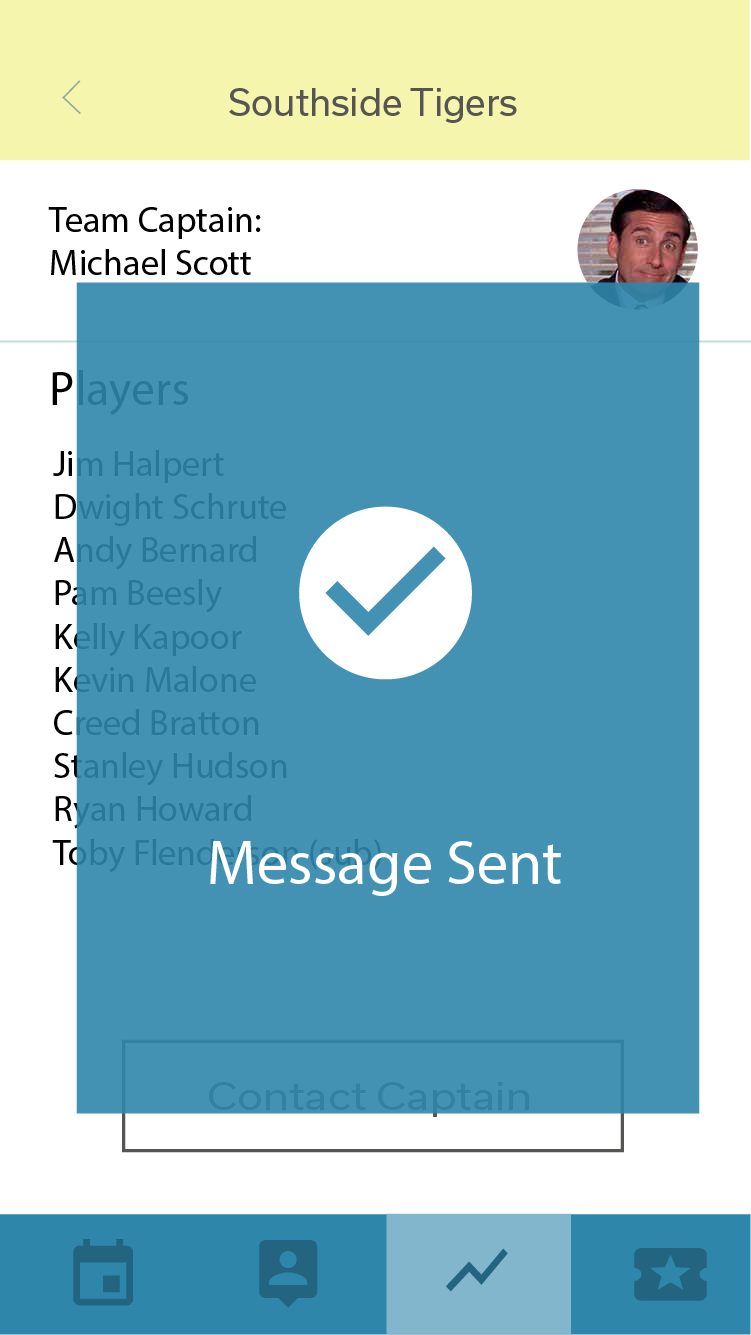 Southside Tigers
Team Captain:
Michael Scott
Players
Jim Halpert
Dwight Schrute
Andy Bernard
Pam Beesly
Kelly Kapoor
Kevin Malone
Creed Bratton
Stanley Hudson
Ryan Howard
Toby Flenderson (sub)
Message Sent
Contact Captain